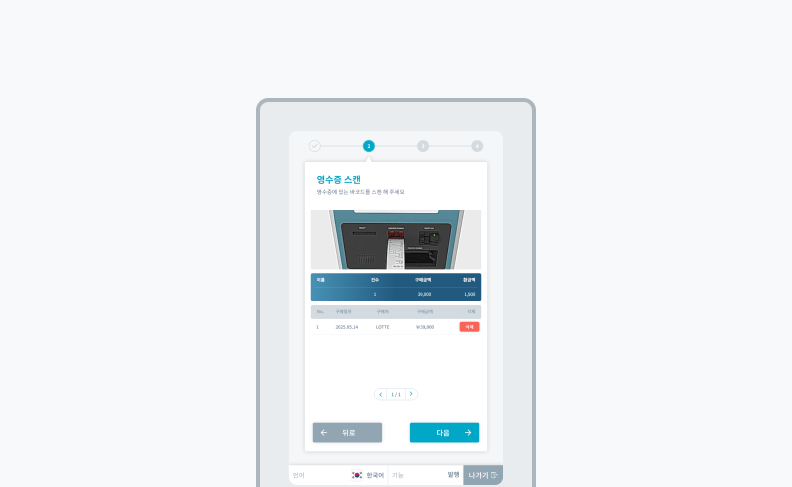 2
3
4
영수증 스캔
영수증에 있는 바코드를 스캔 해 주세요
이름 건수 구매금액 환급액
1 39,000 1,500
No. 구매일자 구매처 구매금액 삭제
1 2025.05.14 LOTTE ₩39,000 삭제
1 / 1
뒤로 다음
언어 한국어 기능 발행 나가기